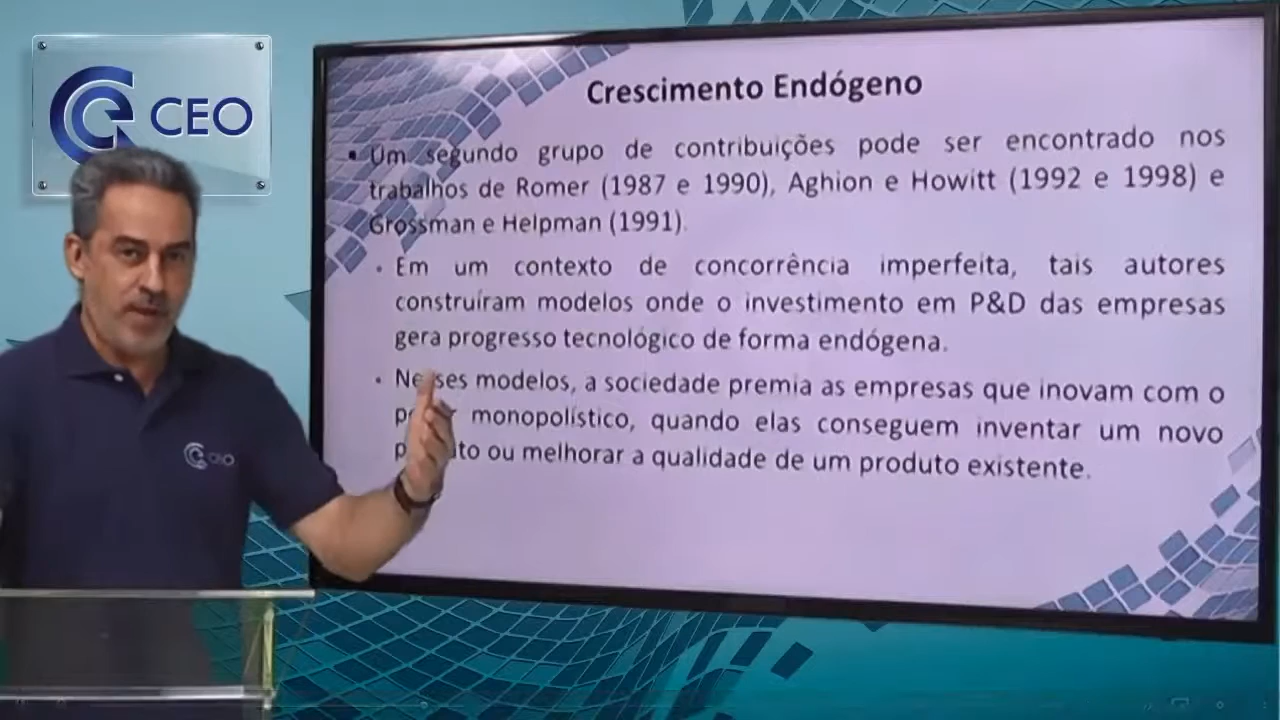 CEO
Crescimento Endógeno
Um segundo grupo de contribuições pode ser encontrado nos
trabalhos de Romer (1987 e 1990), Aghion e Howitt (1992 e 1998) e
Grossman e Helpman (1991).
Em um contexto de concorrência imperfeita, tais autores
construíram modelos onde o investimento em P&D das empresas
gera progresso tecnológico de forma endógena.
modelos, a sociedade premia as empresas que inovam com o
monopolístico, quando elas conseguem inventar um novo
ou melhorar a qualidade de um produto existente.
CEO